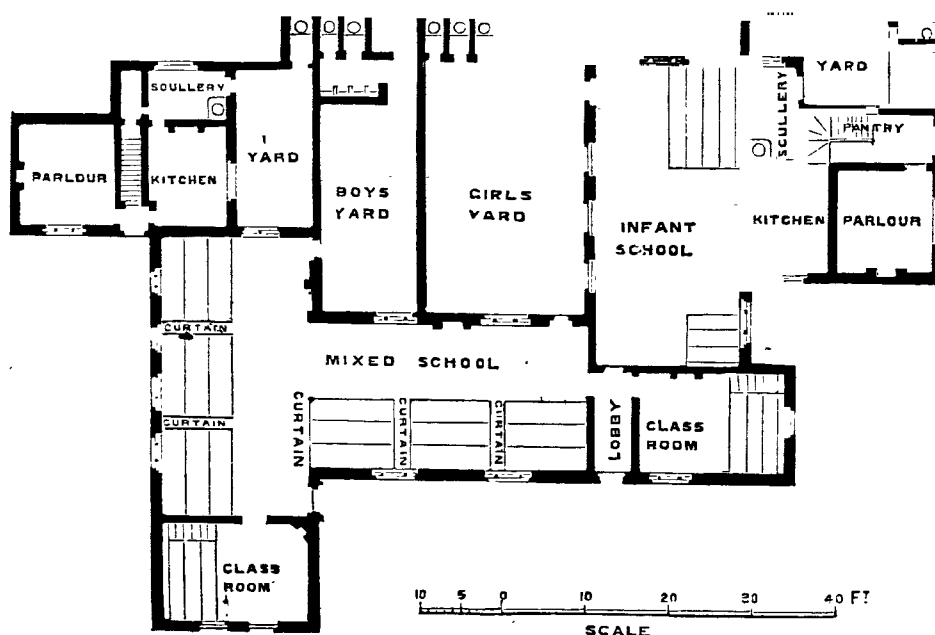 SCULLERY
YARD
PARLOUR
KITCHEN
YARD
BOYS
YARD
GIRLS
YARD
INFANT
SCHOOL
SCULLERY
PANTRY
KITCHEN
PARLOUR
CURTAIN
MIXED SCHOOL
CURTAIN
CURTAIN
CURTAIN
CURTAIN
LOBBY
CLASS
ROOM
CLASS
ROOM
10 5 0 10 20 30 40 FT
SCALE